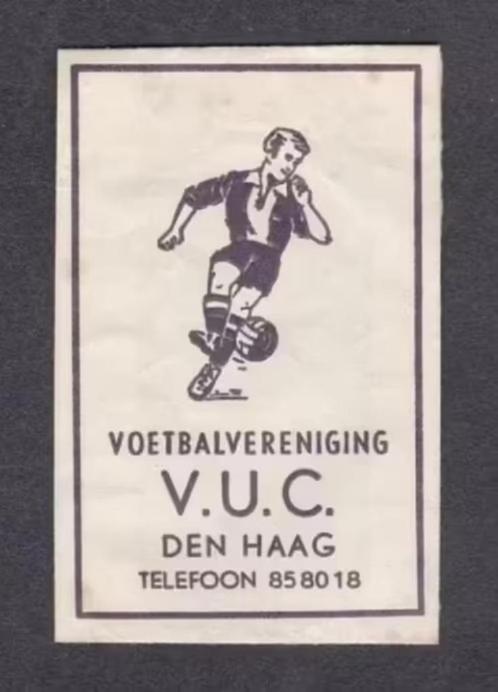 VOETBALVERENIGING
V.U.C.
DEN HAAG
TELEFOON 858018